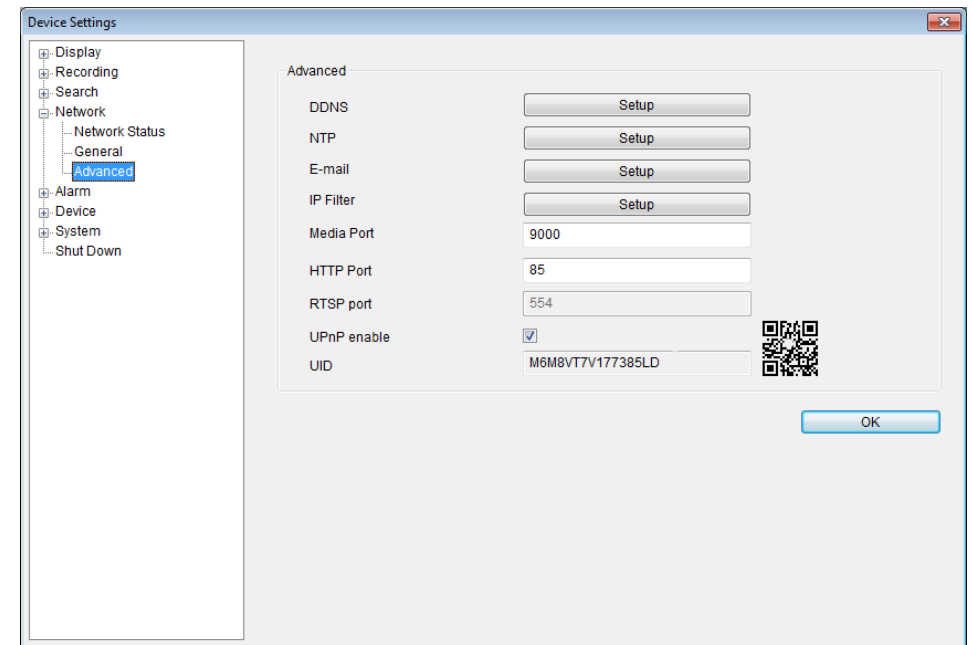 Device Settings
Display
Recording
Search
Network
Network Status
General
Advanced
Alarm
Device
System
Shut Down
Advanced
DDNS Setup
NTP Setup
E-mail Setup
IP Filter Setup
Media Port 9000
HTTP Port 85
RTSP port 554
UPnP enable
UID M6M8VT7V177385LD
OK